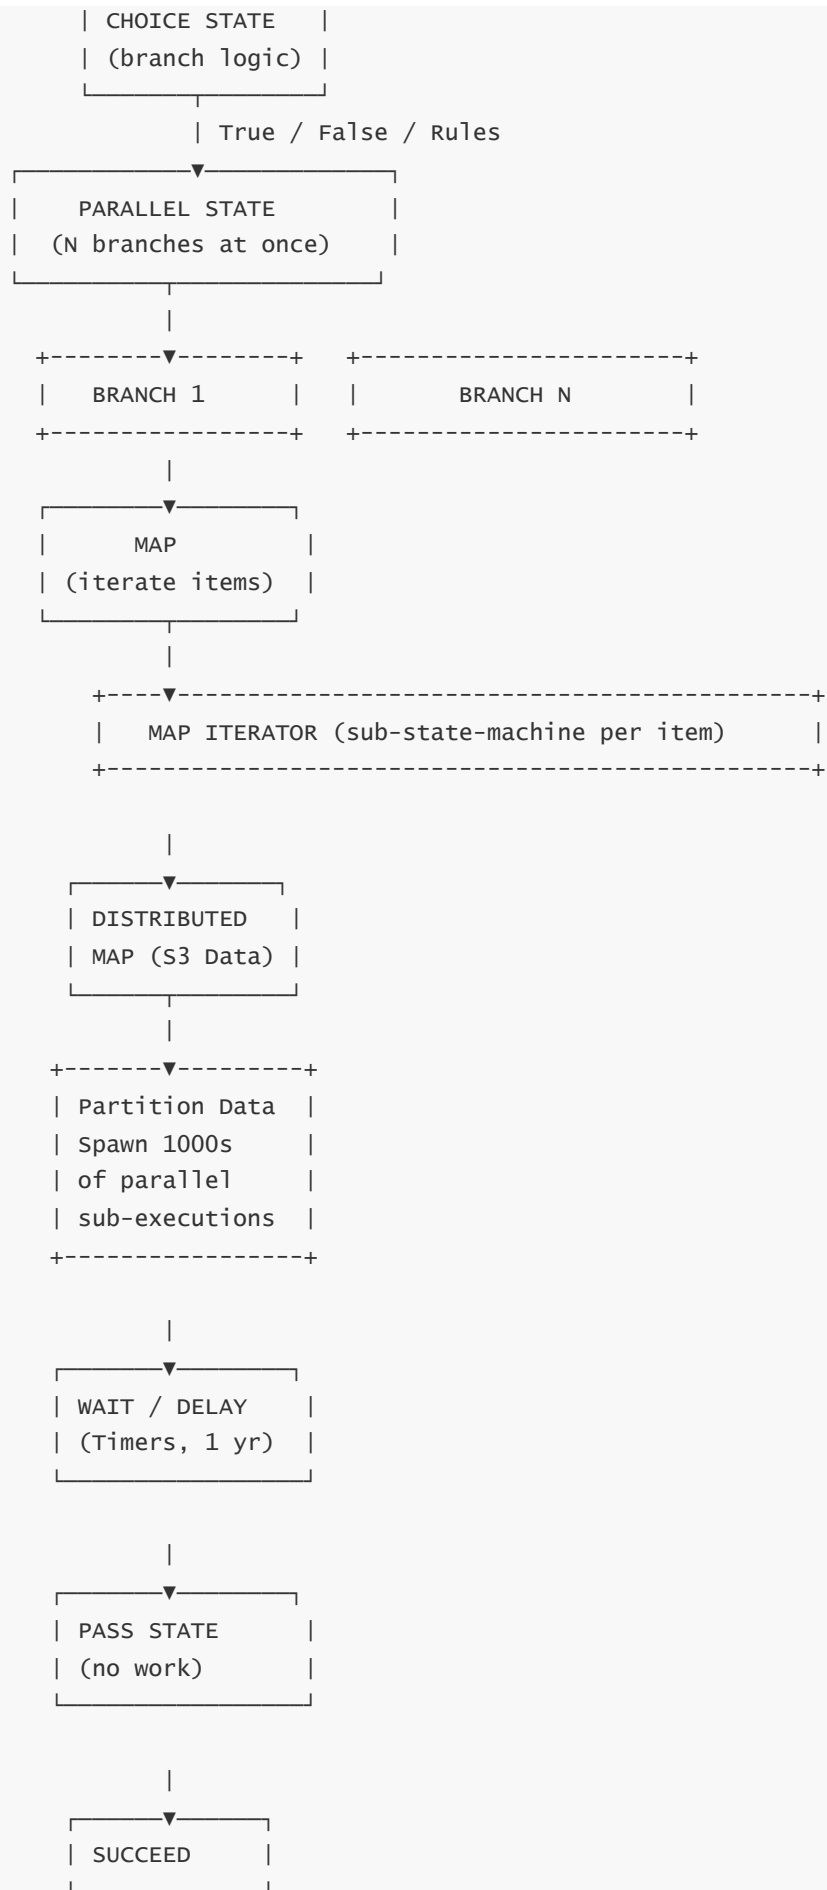 CHOICE STATE
(branch logic)
True / False / Rules
PARALLEL STATE
(N branches at once)
BRANCH 1 BRANCH N
MAP
(iterate items)
MAP ITERATOR (sub-state-machine per item)
DISTRIBUTED
MAP (S3 Data)
Partition Data
Spawn 1000s
of parallel
sub-executions
WAIT / DELAY
(Timers, 1 yr)
PASS STATE
(no work)
SUCCEED